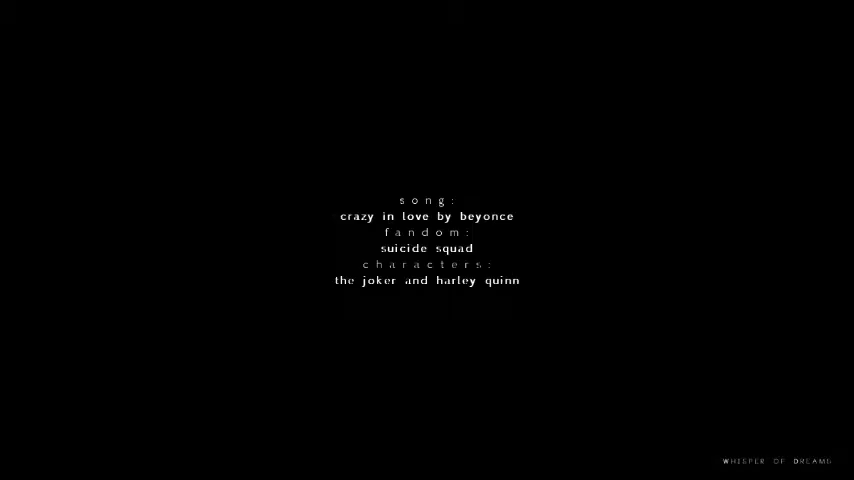 song:
crazy in love by beyonce
fandom:
suicide squad
characters:
the joker and harley quinn
WHISPER OF DREAMS